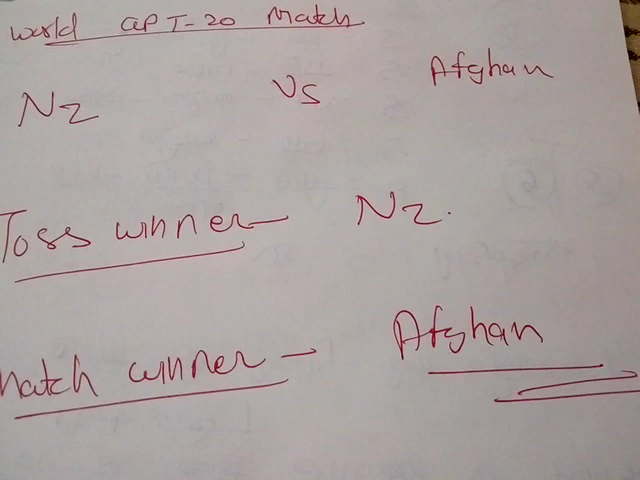 World cup T-20 Match
NZ Vs Afghan
Toss winner — NZ.
Match winner — Afghan